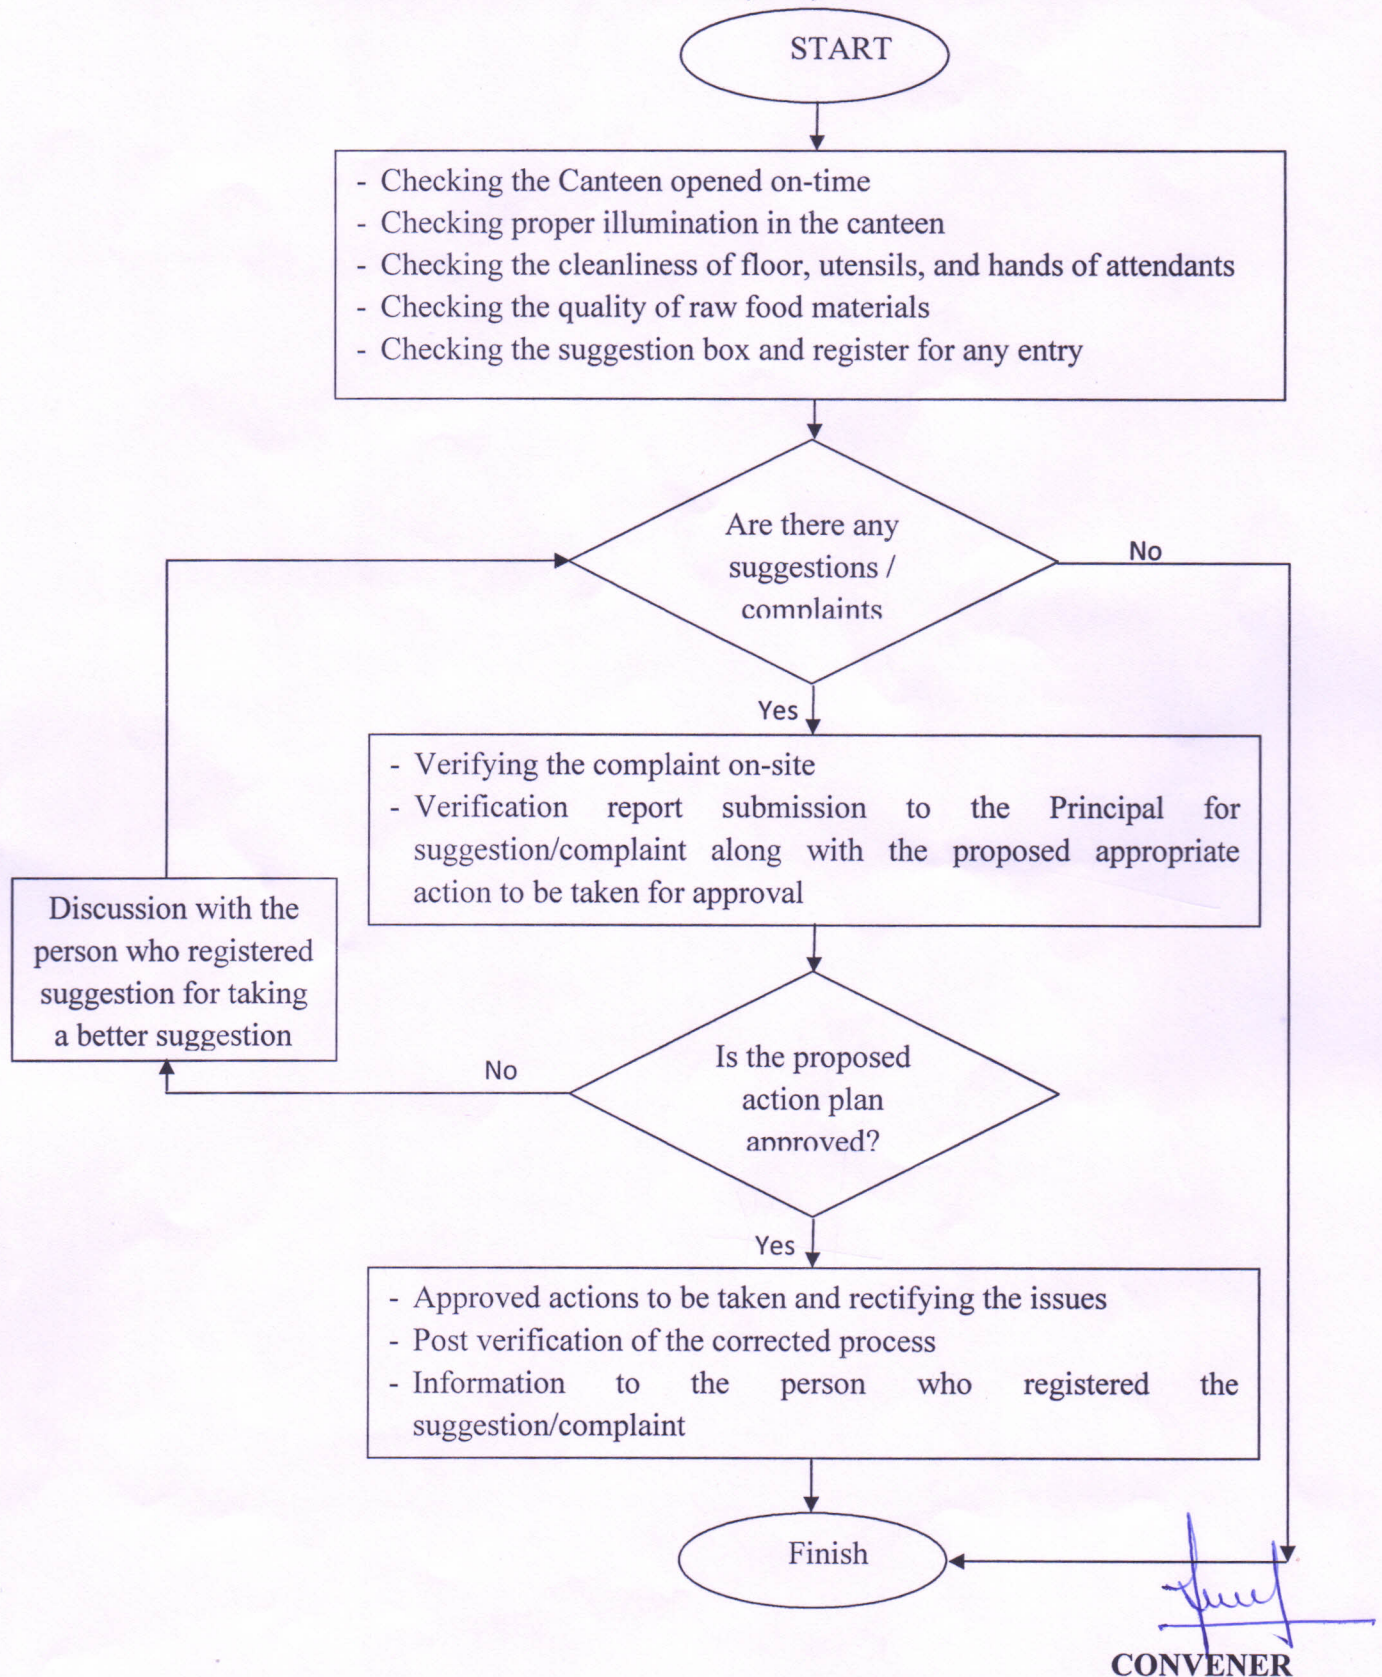 START
- Checking the Canteen opened on-time
- Checking proper illumination in the canteen
- Checking the cleanliness of floor, utensils, and hands of attendants
- Checking the quality of raw food materials
- Checking the suggestion box and register for any entry
Are there any
suggestions /
complaints
No
Yes
- Verifying the complaint on-site
- Verification report submission to the Principal for
suggestion/complaint along with the proposed appropriate
action to be taken for approval
Discussion with the
person who registered
suggestion for taking
a better suggestion
Is the proposed
action plan
approved?
No
Yes
- Approved actions to be taken and rectifying the issues
- Post verification of the corrected process
- Information to the person who registered the
suggestion/complaint
Finish
CONVENER